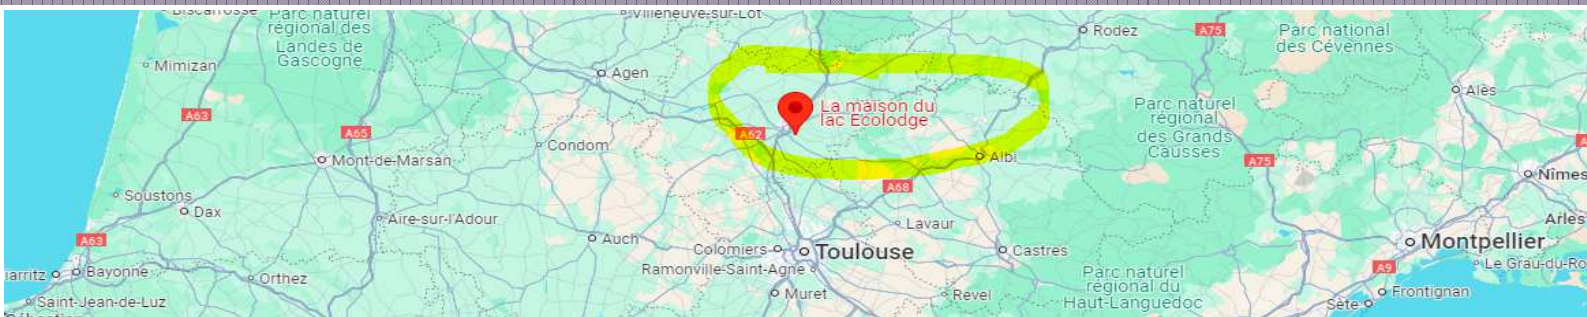 Biscarrosse
Parc naturel
régional des
Landes de
Gascogne
Villeneuve-sur-Lot
Rodez
A75
Parc national
des Cévennes
Mimizan
Agen
A63
La maison du
lac Ecolodge
Parc naturel
régional
des Grands
Causses
Alès
A65
A62
Condom
Mont-de-Marsan
Albi
A75
Nîmes
A68
Soustons
Dax
Aire-sur-l'Adour
Lavaur
Arles
A63
Auch
Colomiers
Toulouse
Castres
Montpellier
Ramonville-Saint-Agne
Parc naturel
régional du
Haut-Languedoc
A9
Le Grau-du-Ro
iarritz
Bayonne
Orthez
Muret
Revel
Frontignan
Saint-Jean-de-Luz
Sète